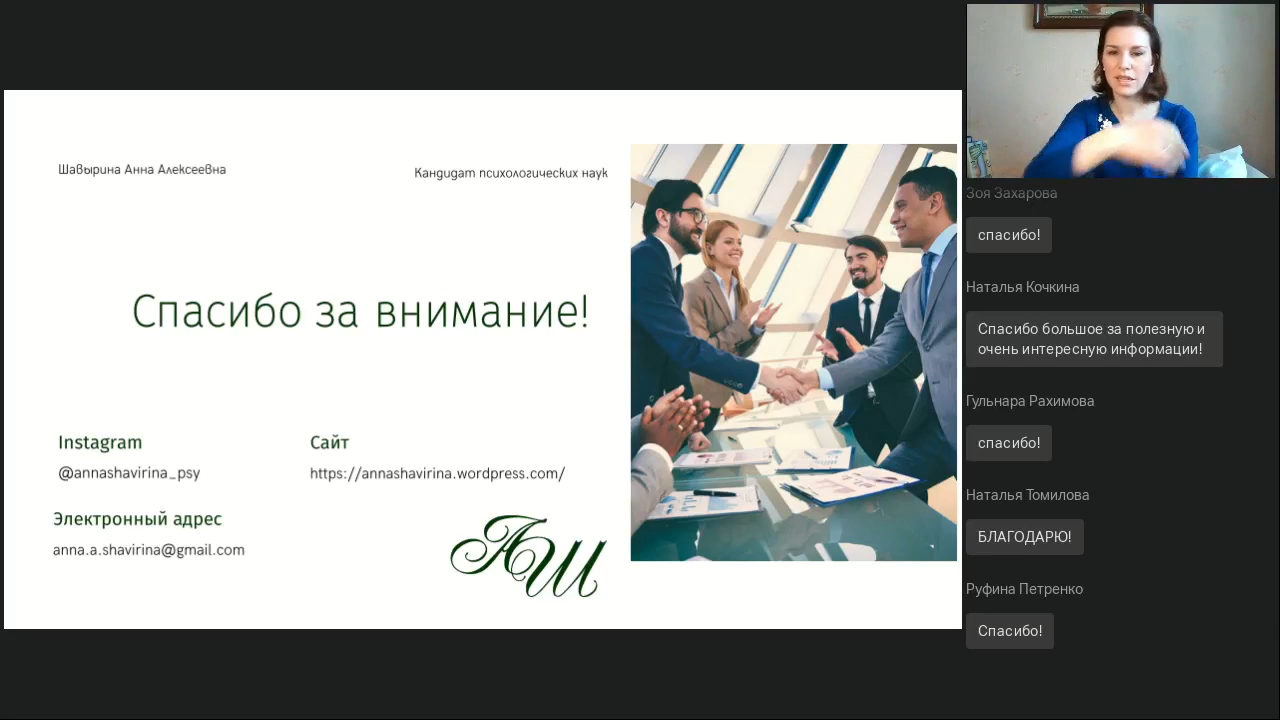 Шавырина Анна Алексеевна
Кандидат психологических наук
Спасибо за внимание!
Instagram
@annashavirina_psy
Сайт
https://annashavirina.wordpress.com/
Электронный адрес
anna.a.shavirina@gmail.com
АШ
Зоя Захарова
спасибо!
Наталья Кочкина
Спасибо большое за полезную и
очень интересную информации!
Гульнара Рахимова
спасибо!
Наталья Томилова
БЛАГОДАРЮ!
Руфина Петренко
Спасибо!